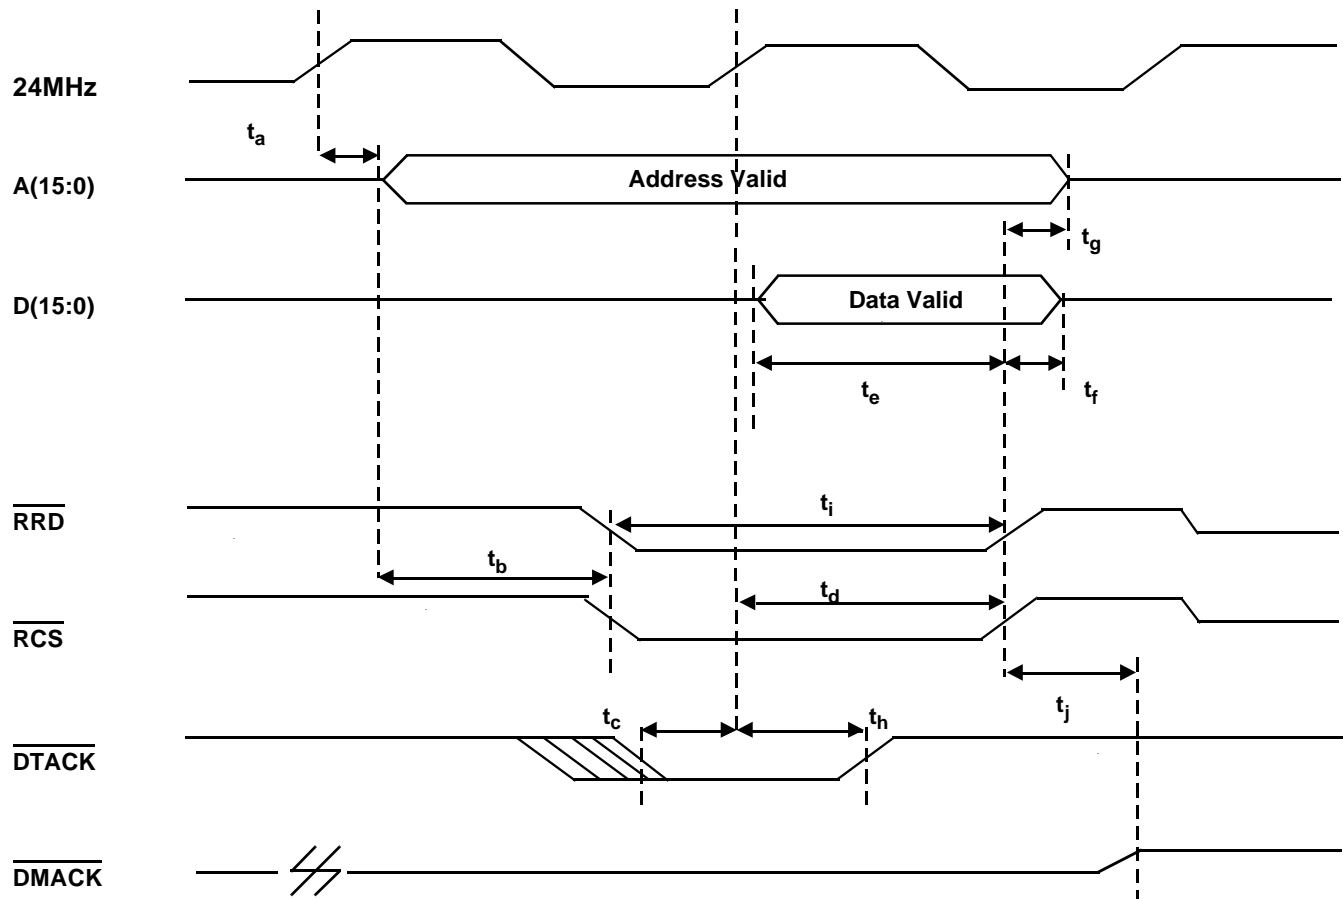 24MHz
ta
A(15:0)
Address Valid
tg
D(15:0)
Data Valid
te
tf
RRD
ti
tb
td
RCS
tj
tc
th
DTACK
DMACK